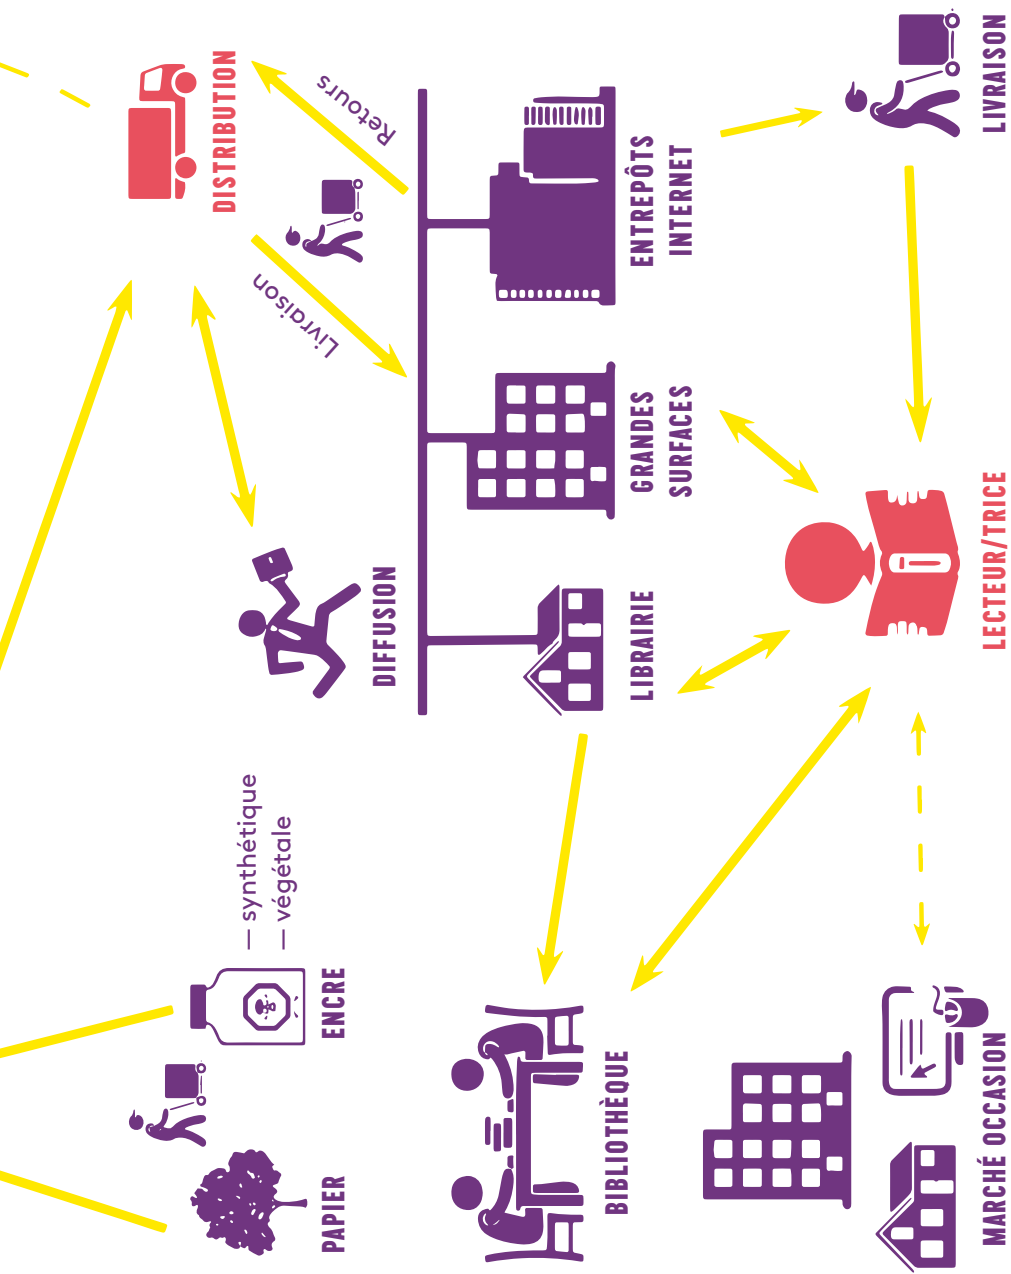 PAPIER
ENCRE
— synthétique
— végétale
DIFFUSION
DISTRIBUTION
Livraison
Retours
BIBLIOTHÈQUE
LIBRAIRIE
GRANDES
SURFACES
ENTREPÔTS
INTERNET
MARCHÉ OCCASION
LECTEUR/TRICE
LIVRAISON